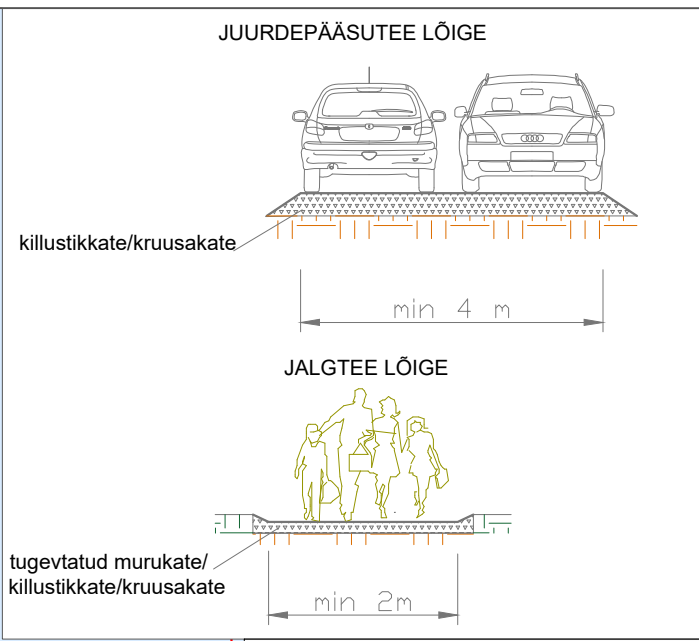 JUURDEPÄÄSUTEE LÕIGE
killustikkate/kruusakate
min 4 m
JALGTEE LÕIGE
tugevtatud murukate/
killustikkate/kruusakate
min 2m